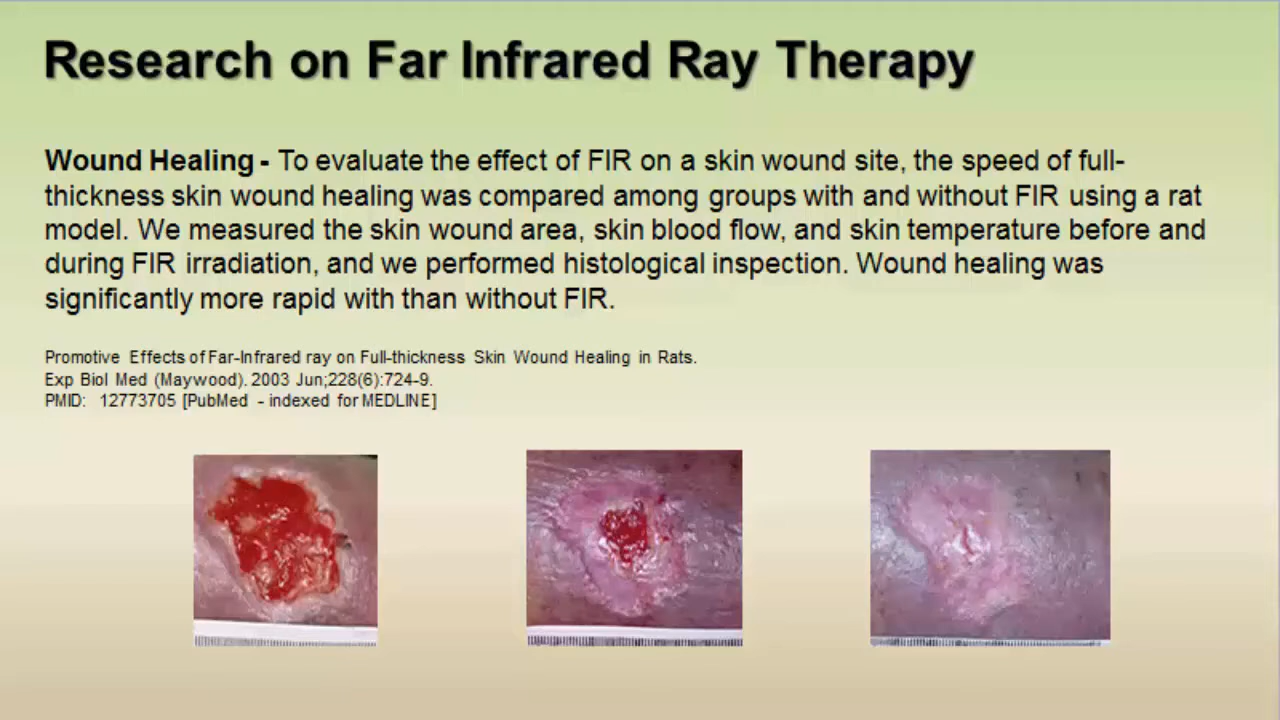 Research on Far Infrared Ray Therapy
Wound Healing - To evaluate the effect of FIR on a skin wound site, the speed of full-
thickness skin wound healing was compared among groups with and without FIR using a rat
model. We measured the skin wound area, skin blood flow, and skin temperature before and
during FIR irradiation, and we performed histological inspection. Wound healing was
significantly more rapid with than without FIR.
Promotive Effects of Far-Infrared ray on Full-thickness Skin Wound Healing in Rats.
Exp Biol Med (Maywood). 2003 Jun;228(6):724-9.
PMID: 12773705 [PubMed - indexed for MEDLINE]